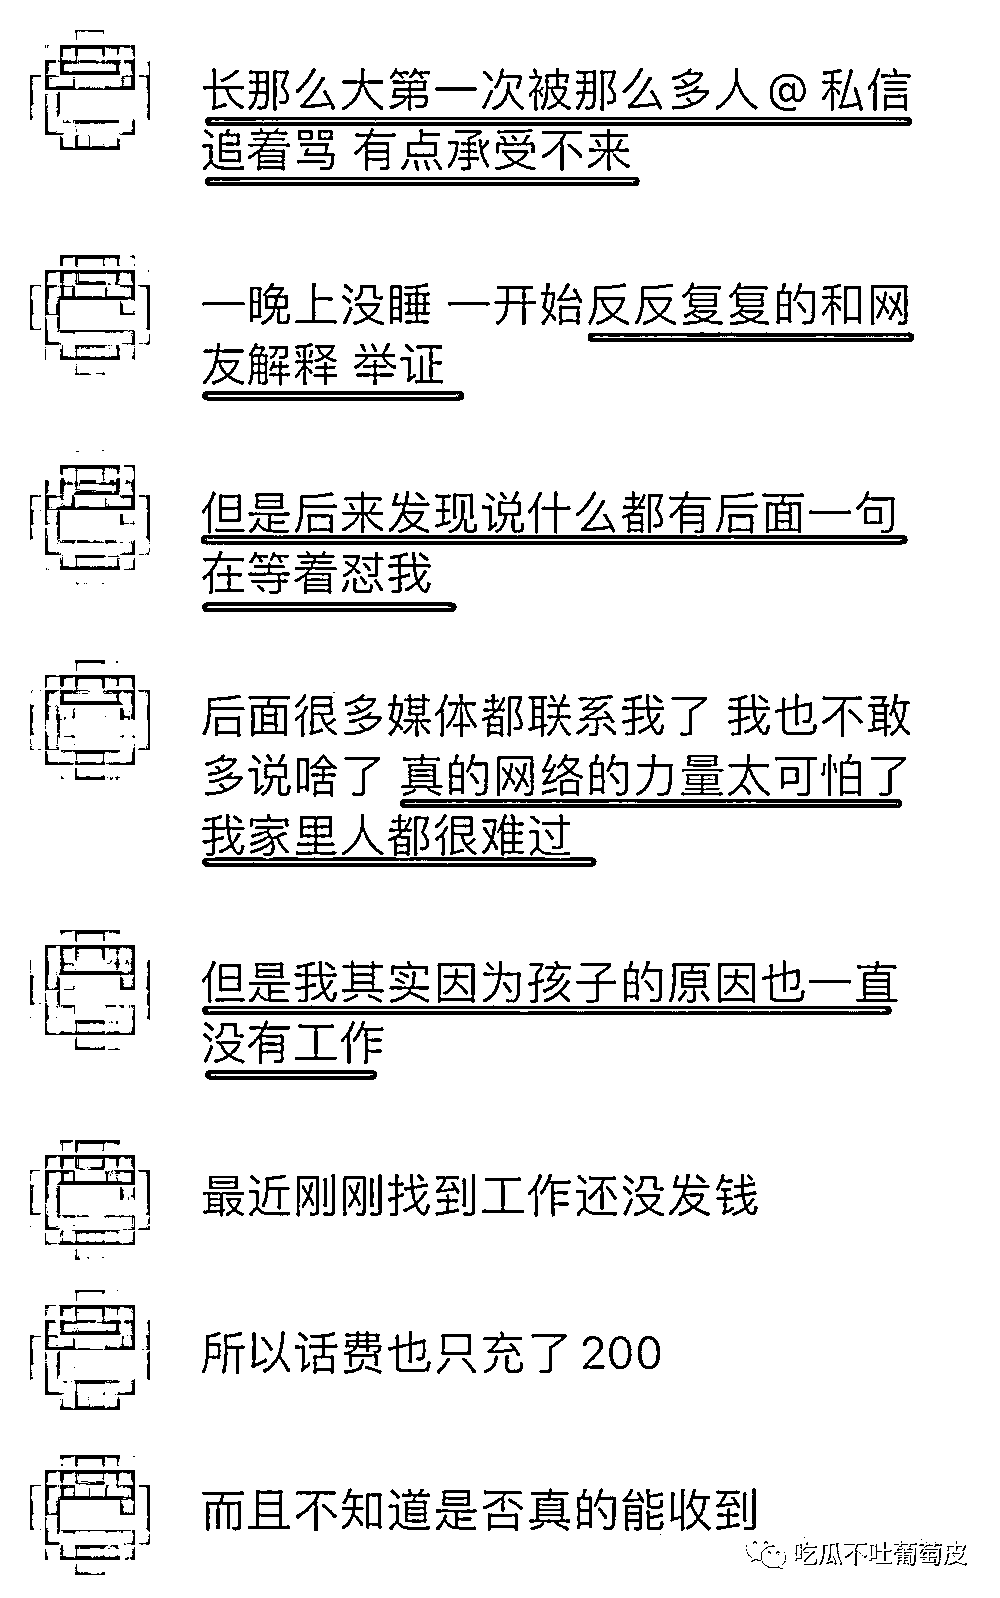 长那么大第一次被那么多人@ 私信
追着骂 有点承受不来
一晚上没睡 一开始反反复复的和网
友解释 举证
但是后来发现说什么都有后面一句
在等着怼我
后面很多媒体都联系我了 我也不敢
多说啥了 真的网络的力量太可怕了
我家里人都很难过
但是我其实因为孩子的原因也一直
没有工作
最近刚刚找到工作还没发钱
所以话费也只充了200
而且不知道是否真的能收到
吃瓜不吐葡萄皮